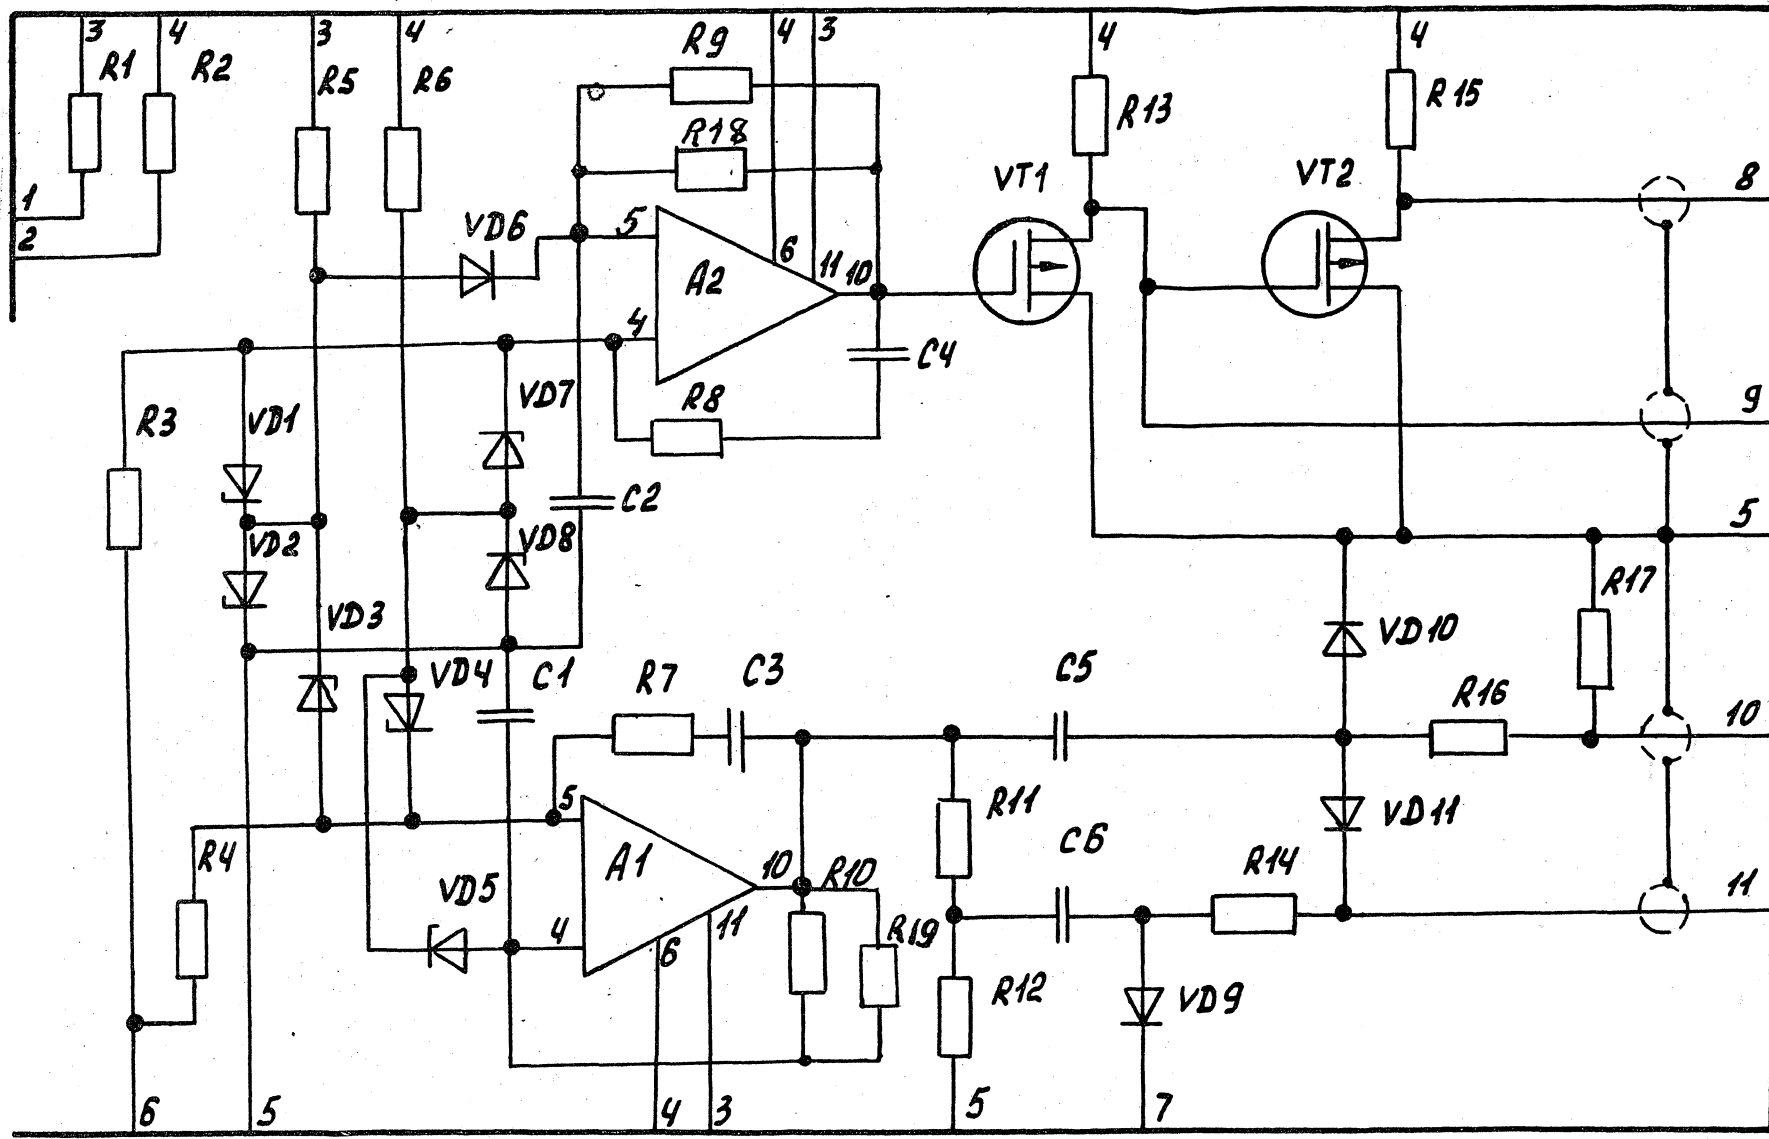 3 4 3 4 4 3 4 4
R1 R2 R5 R6 R9 R13 R15
R18 VT1 VT2 8
1
2
VD6 5 6 11 10
A2
4 C4
R3 VD1 VD7 R8 9
C2
VD2 VD8 5
VD3 R17
VD10
VD4 C1 R7 C3 C5 R16 10
5 R11 VD11
R4 A1 10 R10 C6 R14
VD5 4 6 11 R19 11
R12 VD9
6 5 4 3 5 7